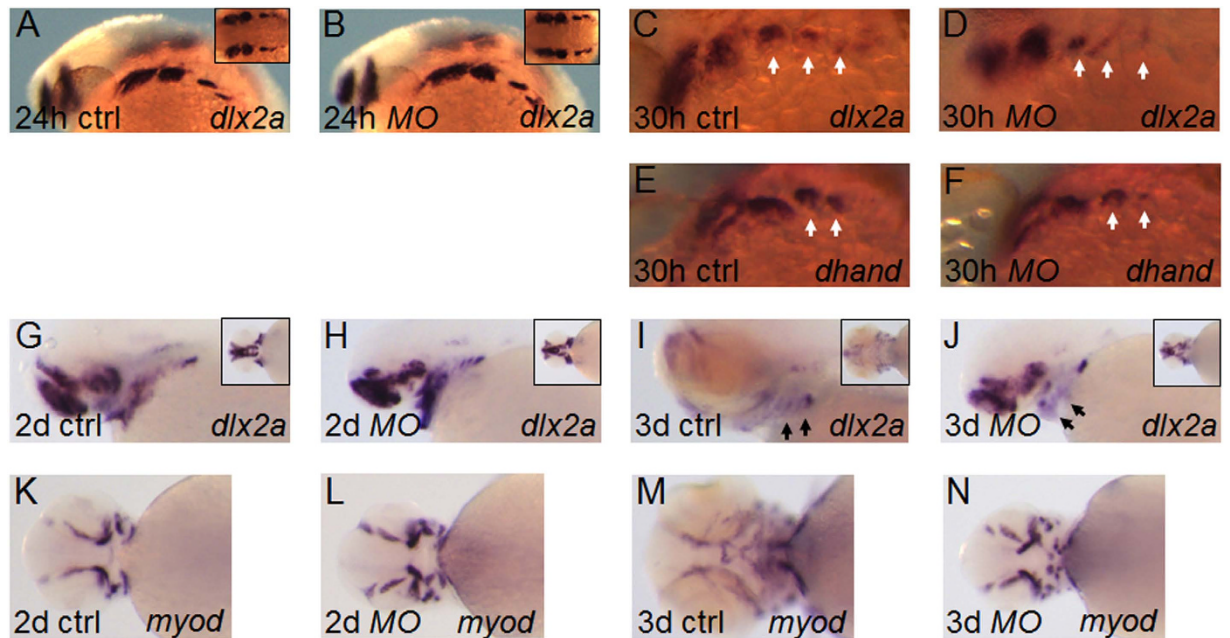 A
24h ctrl dlx2a
B
24h MO dlx2a
C
30h ctrl dlx2a
D
30h MO dlx2a
E
30h ctrl dhand
F
30h MO dhand
G
2d ctrl dlx2a
H
2d MO dlx2a
I
3d ctrl dlx2a
J
3d MO dlx2a
K
2d ctrl myod
L
2d MO myod
M
3d ctrl myod
N
3d MO myod